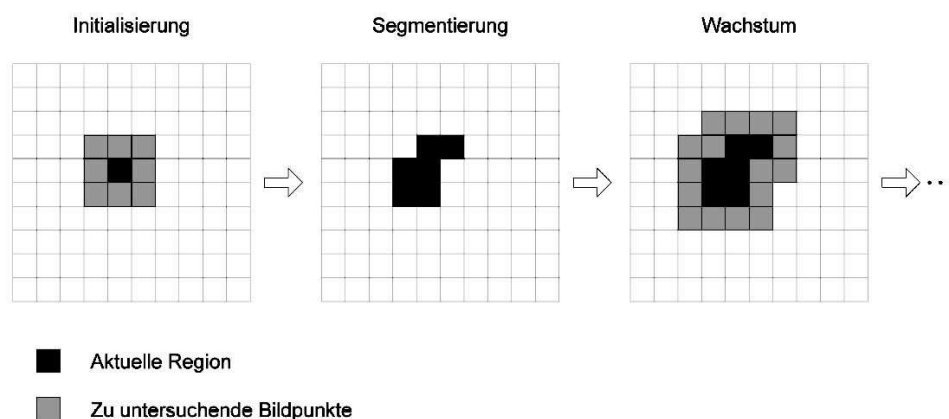 Initialisierung
Segmentierung
Wachstum
Aktuelle Region
Zu untersuchende Bildpunkte